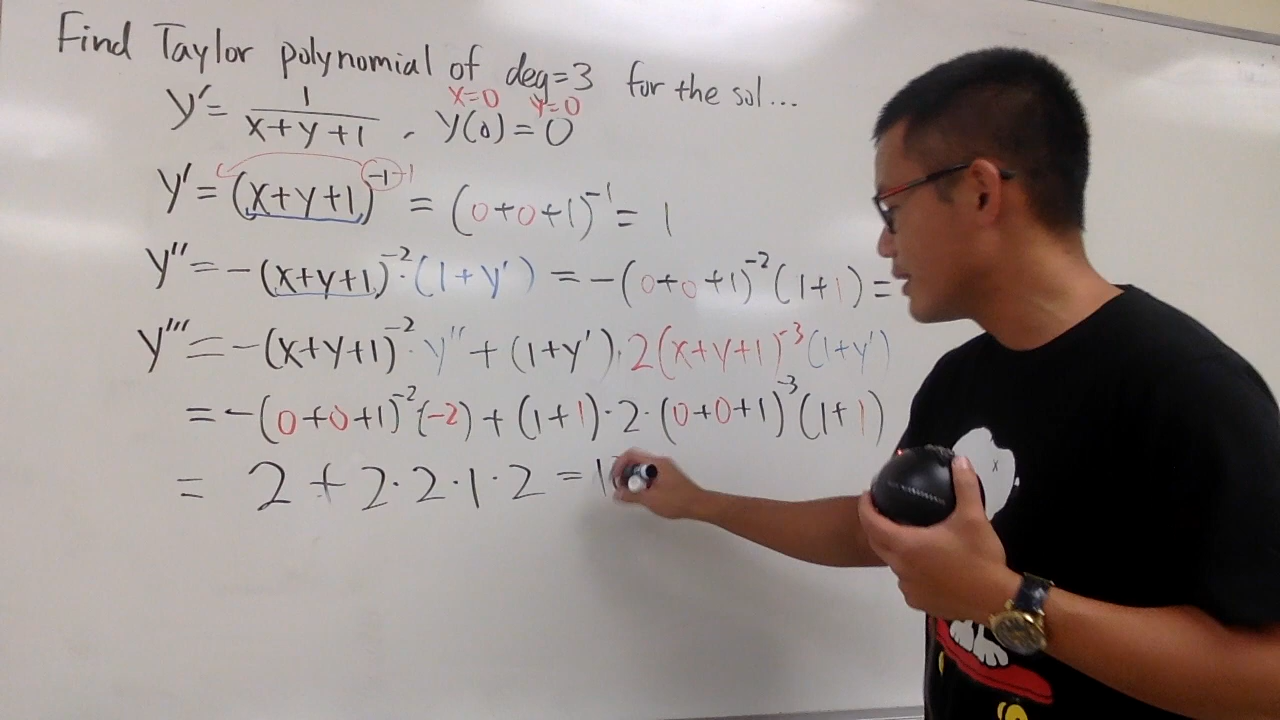 Find Taylor polynomial of deg=3 for the sol...
x=0 y=0
y' = 1/(x+y+1) , y(0) = 0
y' = (x+y+1)^-1 -1 = (0+0+1)^-1 = 1
y'' = -(x+y+1)^-2 · (1+y') = -(0+0+1)^-2 (1+1) =
y''' = -(x+y+1)^-2 · y'' + (1+y') · 2(x+y+1)^-3 (1+y')
= -(0+0+1)^-2 (-2) + (1+1) · 2 · (0+0+1)^-3 (1+1)
= 2 + 2·2·1·2 = 1